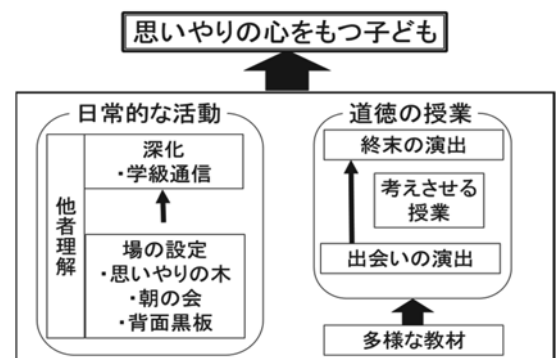 思いやりの心をもつ子ども
日常的な活動
他者理解
深化
・学級通信
場の設定
・思いやりの木
・朝の会
・背面黒板
道徳の授業
終末の演出
考えさせる
授業
出会いの演出
多様な教材